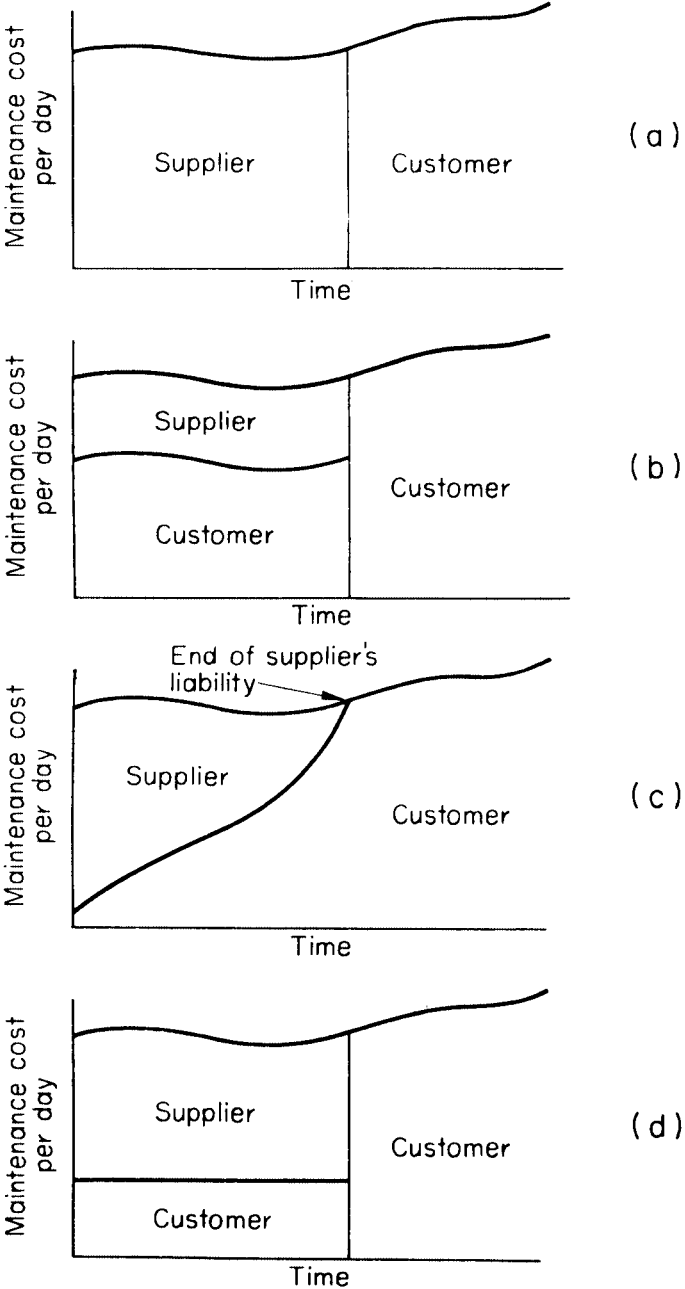 Maintenance cost
per day
Supplier
Customer
(a)
Time
Maintenance cost
per day
Supplier
Customer
Customer
(b)
Time
End of supplier's
liability
Maintenance cost
per day
Supplier
Customer
(c)
Time
Maintenance cost
per day
Supplier
Customer
Customer
(d)
Time